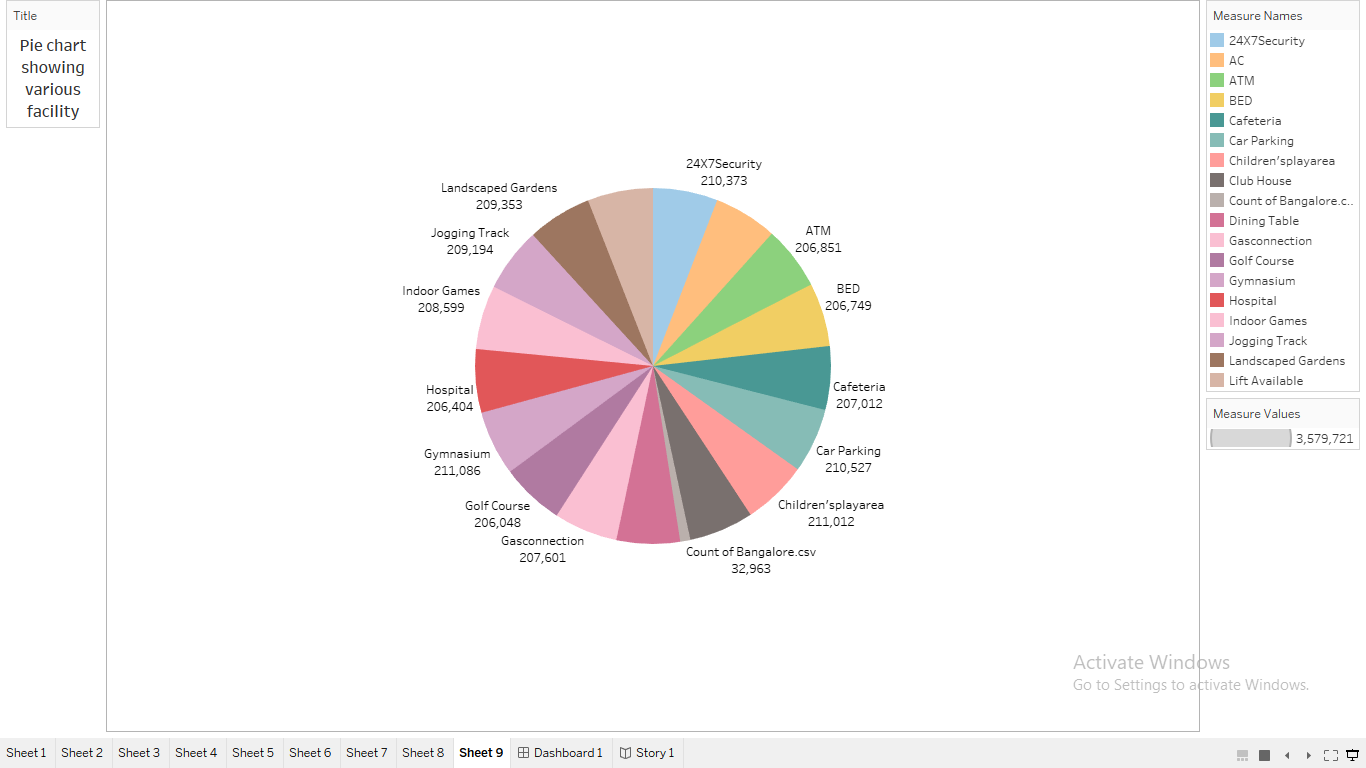 Title
Pie chart
showing
various
facility
24X7Security
210,373
Landscaped Gardens
209,353
Jogging Track
209,194
ATM
206,851
Indoor Games
208,599
BED
206,749
Hospital
206,404
Cafeteria
207,012
Gymnasium
211,086
Car Parking
210,527
Golf Course
206,048
Children'splayarea
211,012
Gasconnection
207,601
Count of Bangalore.csv
32,963
Measure Names
24X7Security
AC
ATM
BED
Cafeteria
Car Parking
Children'splayarea
Club House
Count of Bangalore.c..
Dining Table
Gasconnection
Golf Course
Gymnasium
Hospital
Indoor Games
Jogging Track
Landscaped Gardens
Lift Available
Measure Values
3,579,721
Activate Windows
Go to Settings to activate Windows.
Sheet 1 Sheet 2 Sheet 3 Sheet 4 Sheet 5 Sheet 6 Sheet 7 Sheet 8 Sheet 9 Dashboard 1 Story 1